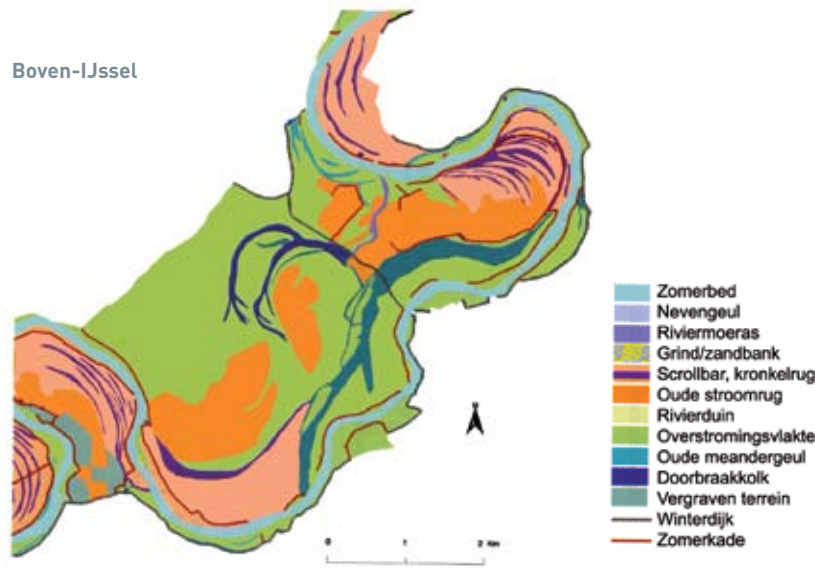 Boven-IJssel
Zomerbed
Nevengeul
Riviermoeras
Grind/zandbank
Scrollbar, kronkelrug
Oude stroomrug
Rivierduin
Overstromingsvlakte
Oude meandergeul
Doorbraakkolk
Vergraven terrein
Winterdijk
Zomerkade
0 1 2 km